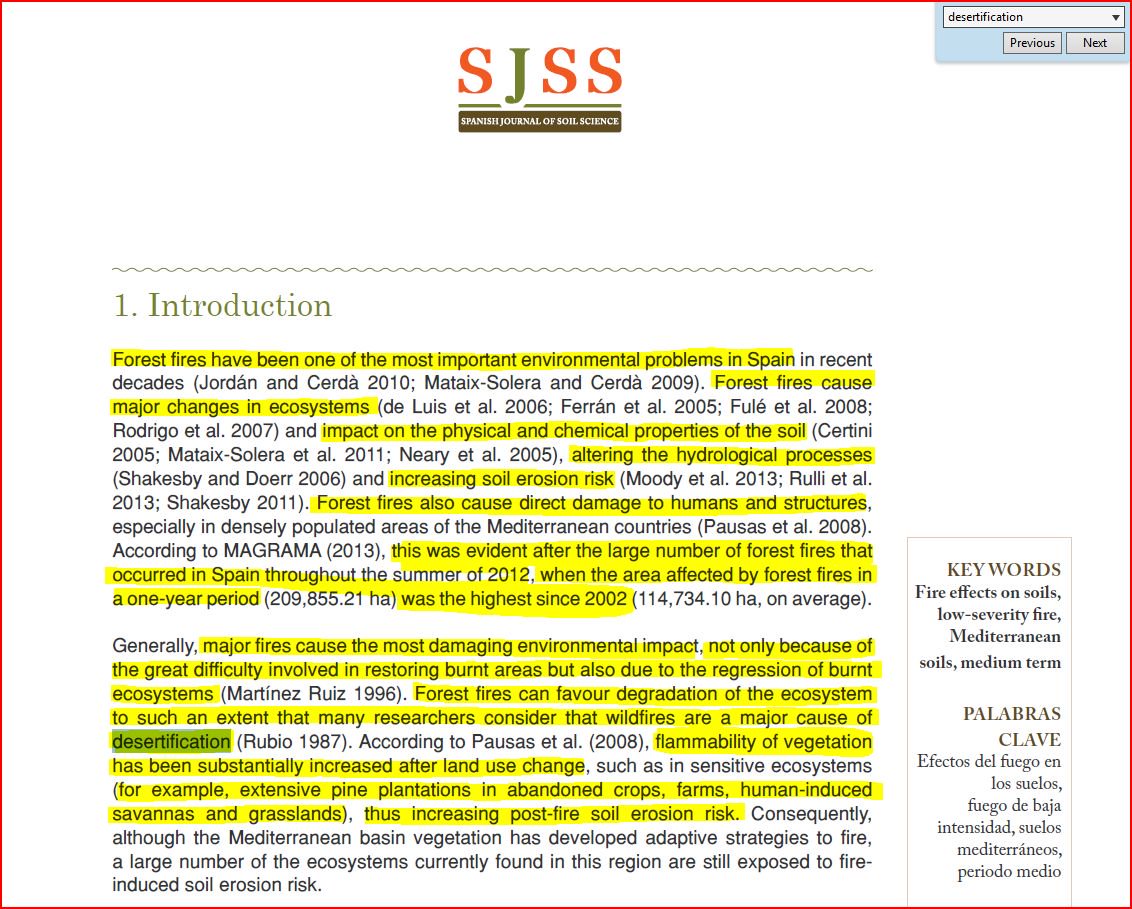 desertification
Previous Next
SJSS
SPANISH JOURNAL OF SOIL SCIENCE
1. Introduction
Forest fires have been one of the most important environmental problems in Spain in recent
decades (Jordán and Cerdà 2010; Mataix-Solera and Cerdà 2009). Forest fires cause
major changes in ecosystems (de Luis et al. 2006; Ferrán et al. 2005; Fulé et al. 2008;
Rodrigo et al. 2007) and impact on the physical and chemical properties of the soil (Certini
2005; Mataix-Solera et al. 2011; Neary et al. 2005), altering the hydrological processes
(Shakesby and Doerr 2006) and increasing soil erosion risk (Moody et al. 2013; Rulli et al.
2013; Shakesby 2011). Forest fires also cause direct damage to humans and structures,
especially in densely populated areas of the Mediterranean countries (Pausas et al. 2008).
According to MAGRAMA (2013), this was evident after the large number of forest fires that
occurred in Spain throughout the summer of 2012, when the area affected by forest fires in
a one-year period (209,855.21 ha) was the highest since 2002 (114,734.10 ha, on average).
Generally, major fires cause the most damaging environmental impact, not only because of
the great difficulty involved in restoring burnt areas but also due to the regression of burnt
ecosystems (Martínez Ruiz 1996). Forest fires can favour degradation of the ecosystem
to such an extent that many researchers consider that wildfires are a major cause of
desertification (Rubio 1987). According to Pausas et al. (2008), flammability of vegetation
has been substantially increased after land use change, such as in sensitive ecosystems
(for example, extensive pine plantations in abandoned crops, farms, human-induced
savannas and grasslands), thus increasing post-fire soil erosion risk. Consequently,
although the Mediterranean basin vegetation has developed adaptive strategies to fire,
a large number of the ecosystems currently found in this region are still exposed to fire-
induced soil erosion risk.
KEY WORDS
Fire effects on soils,
low-severity fire,
Mediterranean
soils, medium term
PALABRAS
CLAVE
Efectos del fuego en
los suelos,
fuego de baja
intensidad, suelos
mediterráneos,
periodo medio